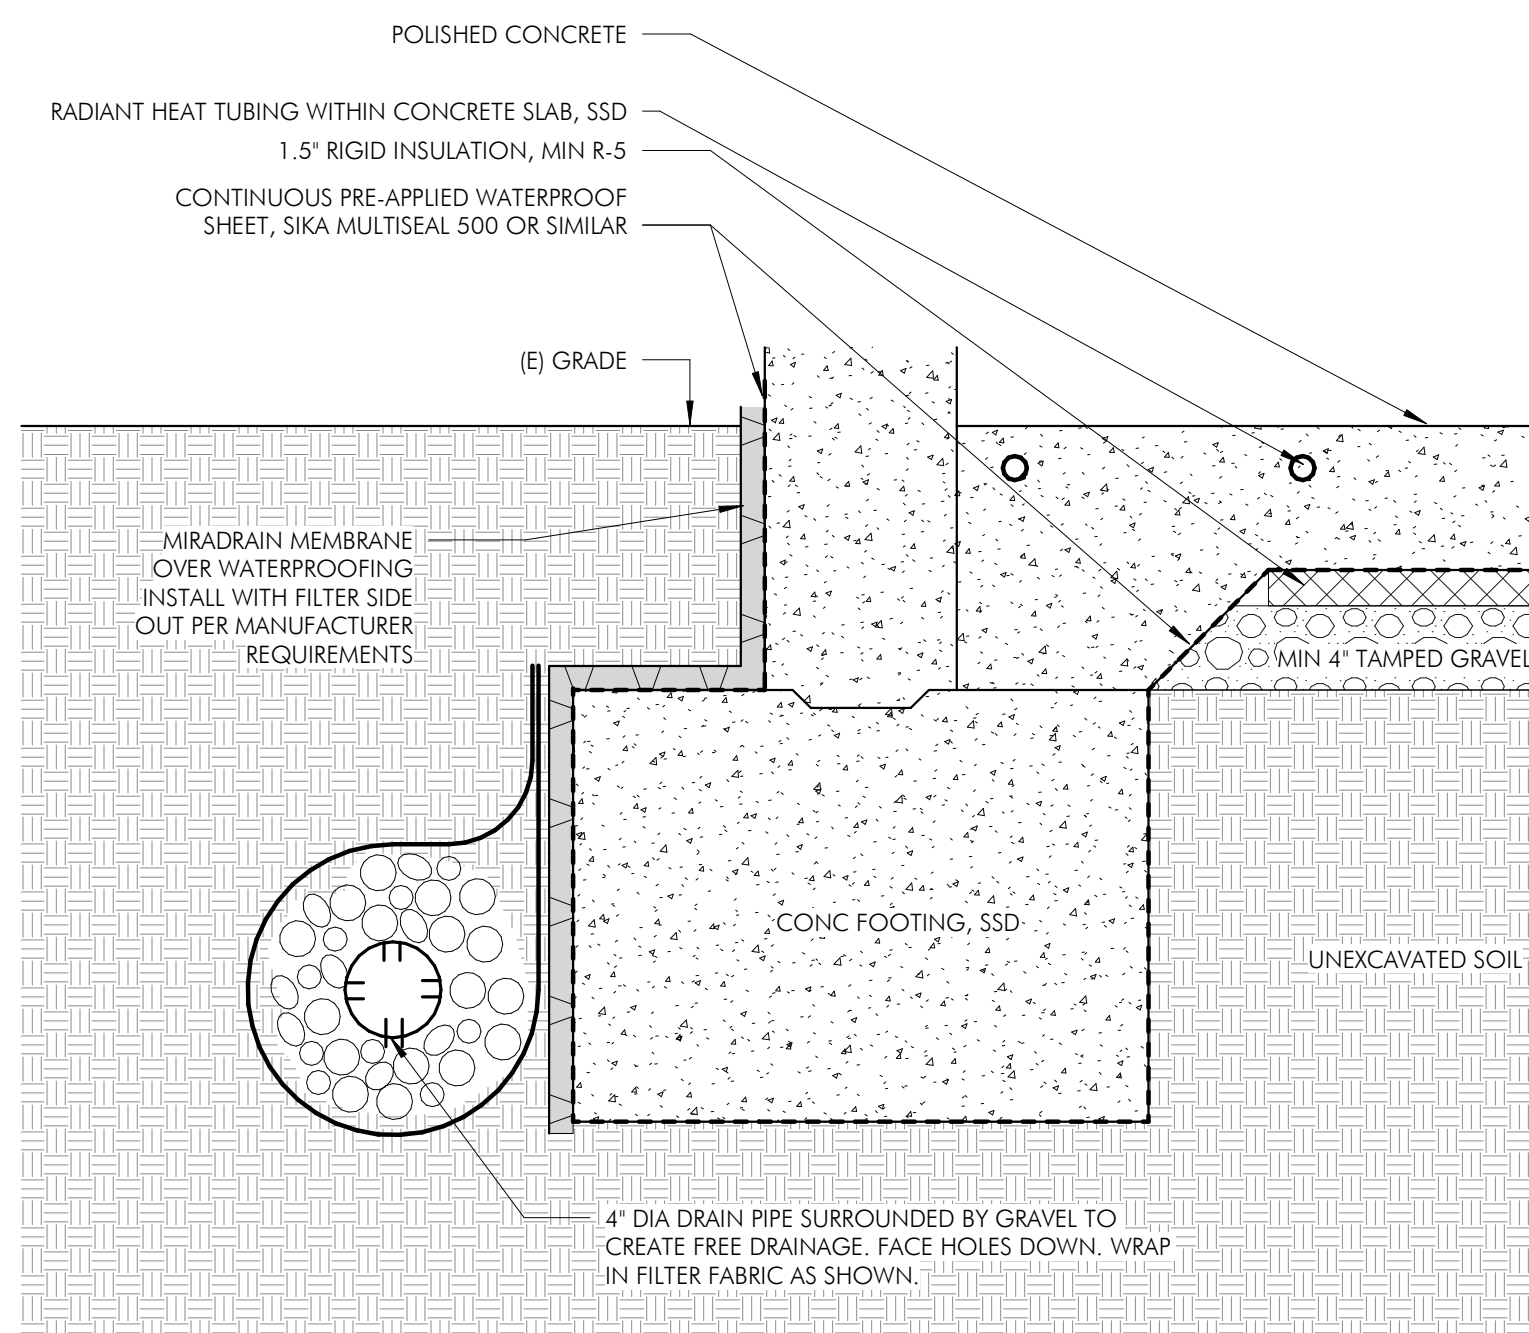 POLISHED CONCRETE
RADIANT HEAT TUBING WITHIN CONCRETE SLAB, SSD
1.5" RIGID INSULATION, MIN R-5
CONTINUOUS PRE-APPLIED WATERPROOF
SHEET, SIKA MULTISEAL 500 OR SIMILAR
(E) GRADE
MIRADRAIN MEMBRANE
OVER WATERPROOFING
INSTALL WITH FILTER SIDE
OUT PER MANUFACTURER
REQUIREMENTS
MIN 4" TAMPED GRAVEL
CONC FOOTING, SSD
UNEXCAVATED SOIL
4" DIA DRAIN PIPE SURROUNDED BY GRAVEL TO
CREATE FREE DRAINAGE. FACE HOLES DOWN. WRAP
IN FILTER FABRIC AS SHOWN.